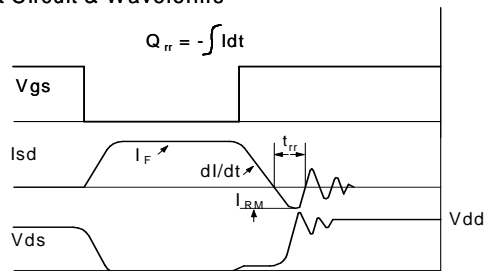 t Circuit & Waveforms
Q rr = -∫Idt
Vgs
Isd
I F
dI/dt
t rr
I RM
Vdd
Vds